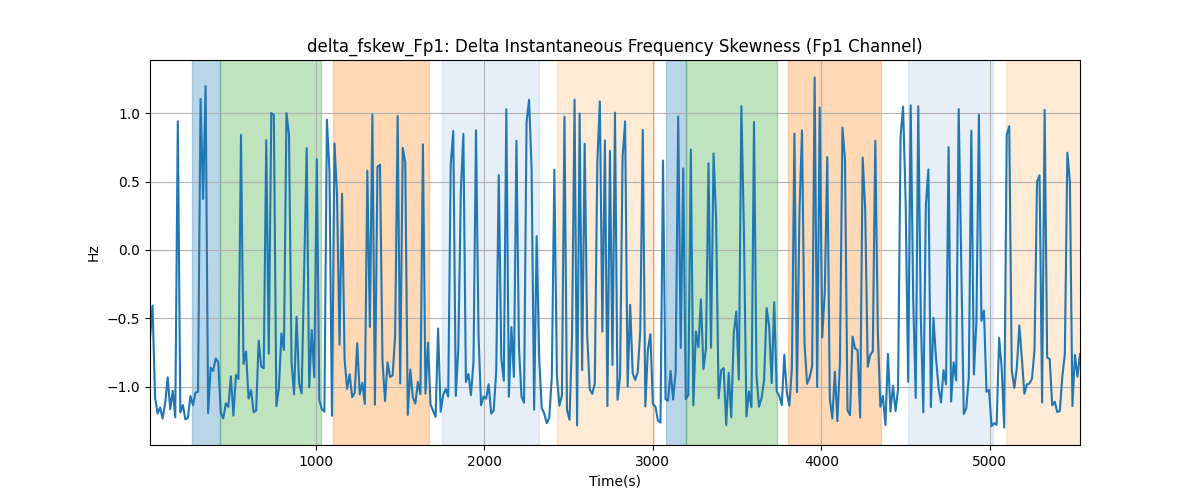 delta_fskew_Fp1: Delta Instantaneous Frequency Skewness (Fp1 Channel)
1.0
0.5
0.0
−0.5
−1.0
Hz
1000 2000 3000 4000 5000
Time(s)